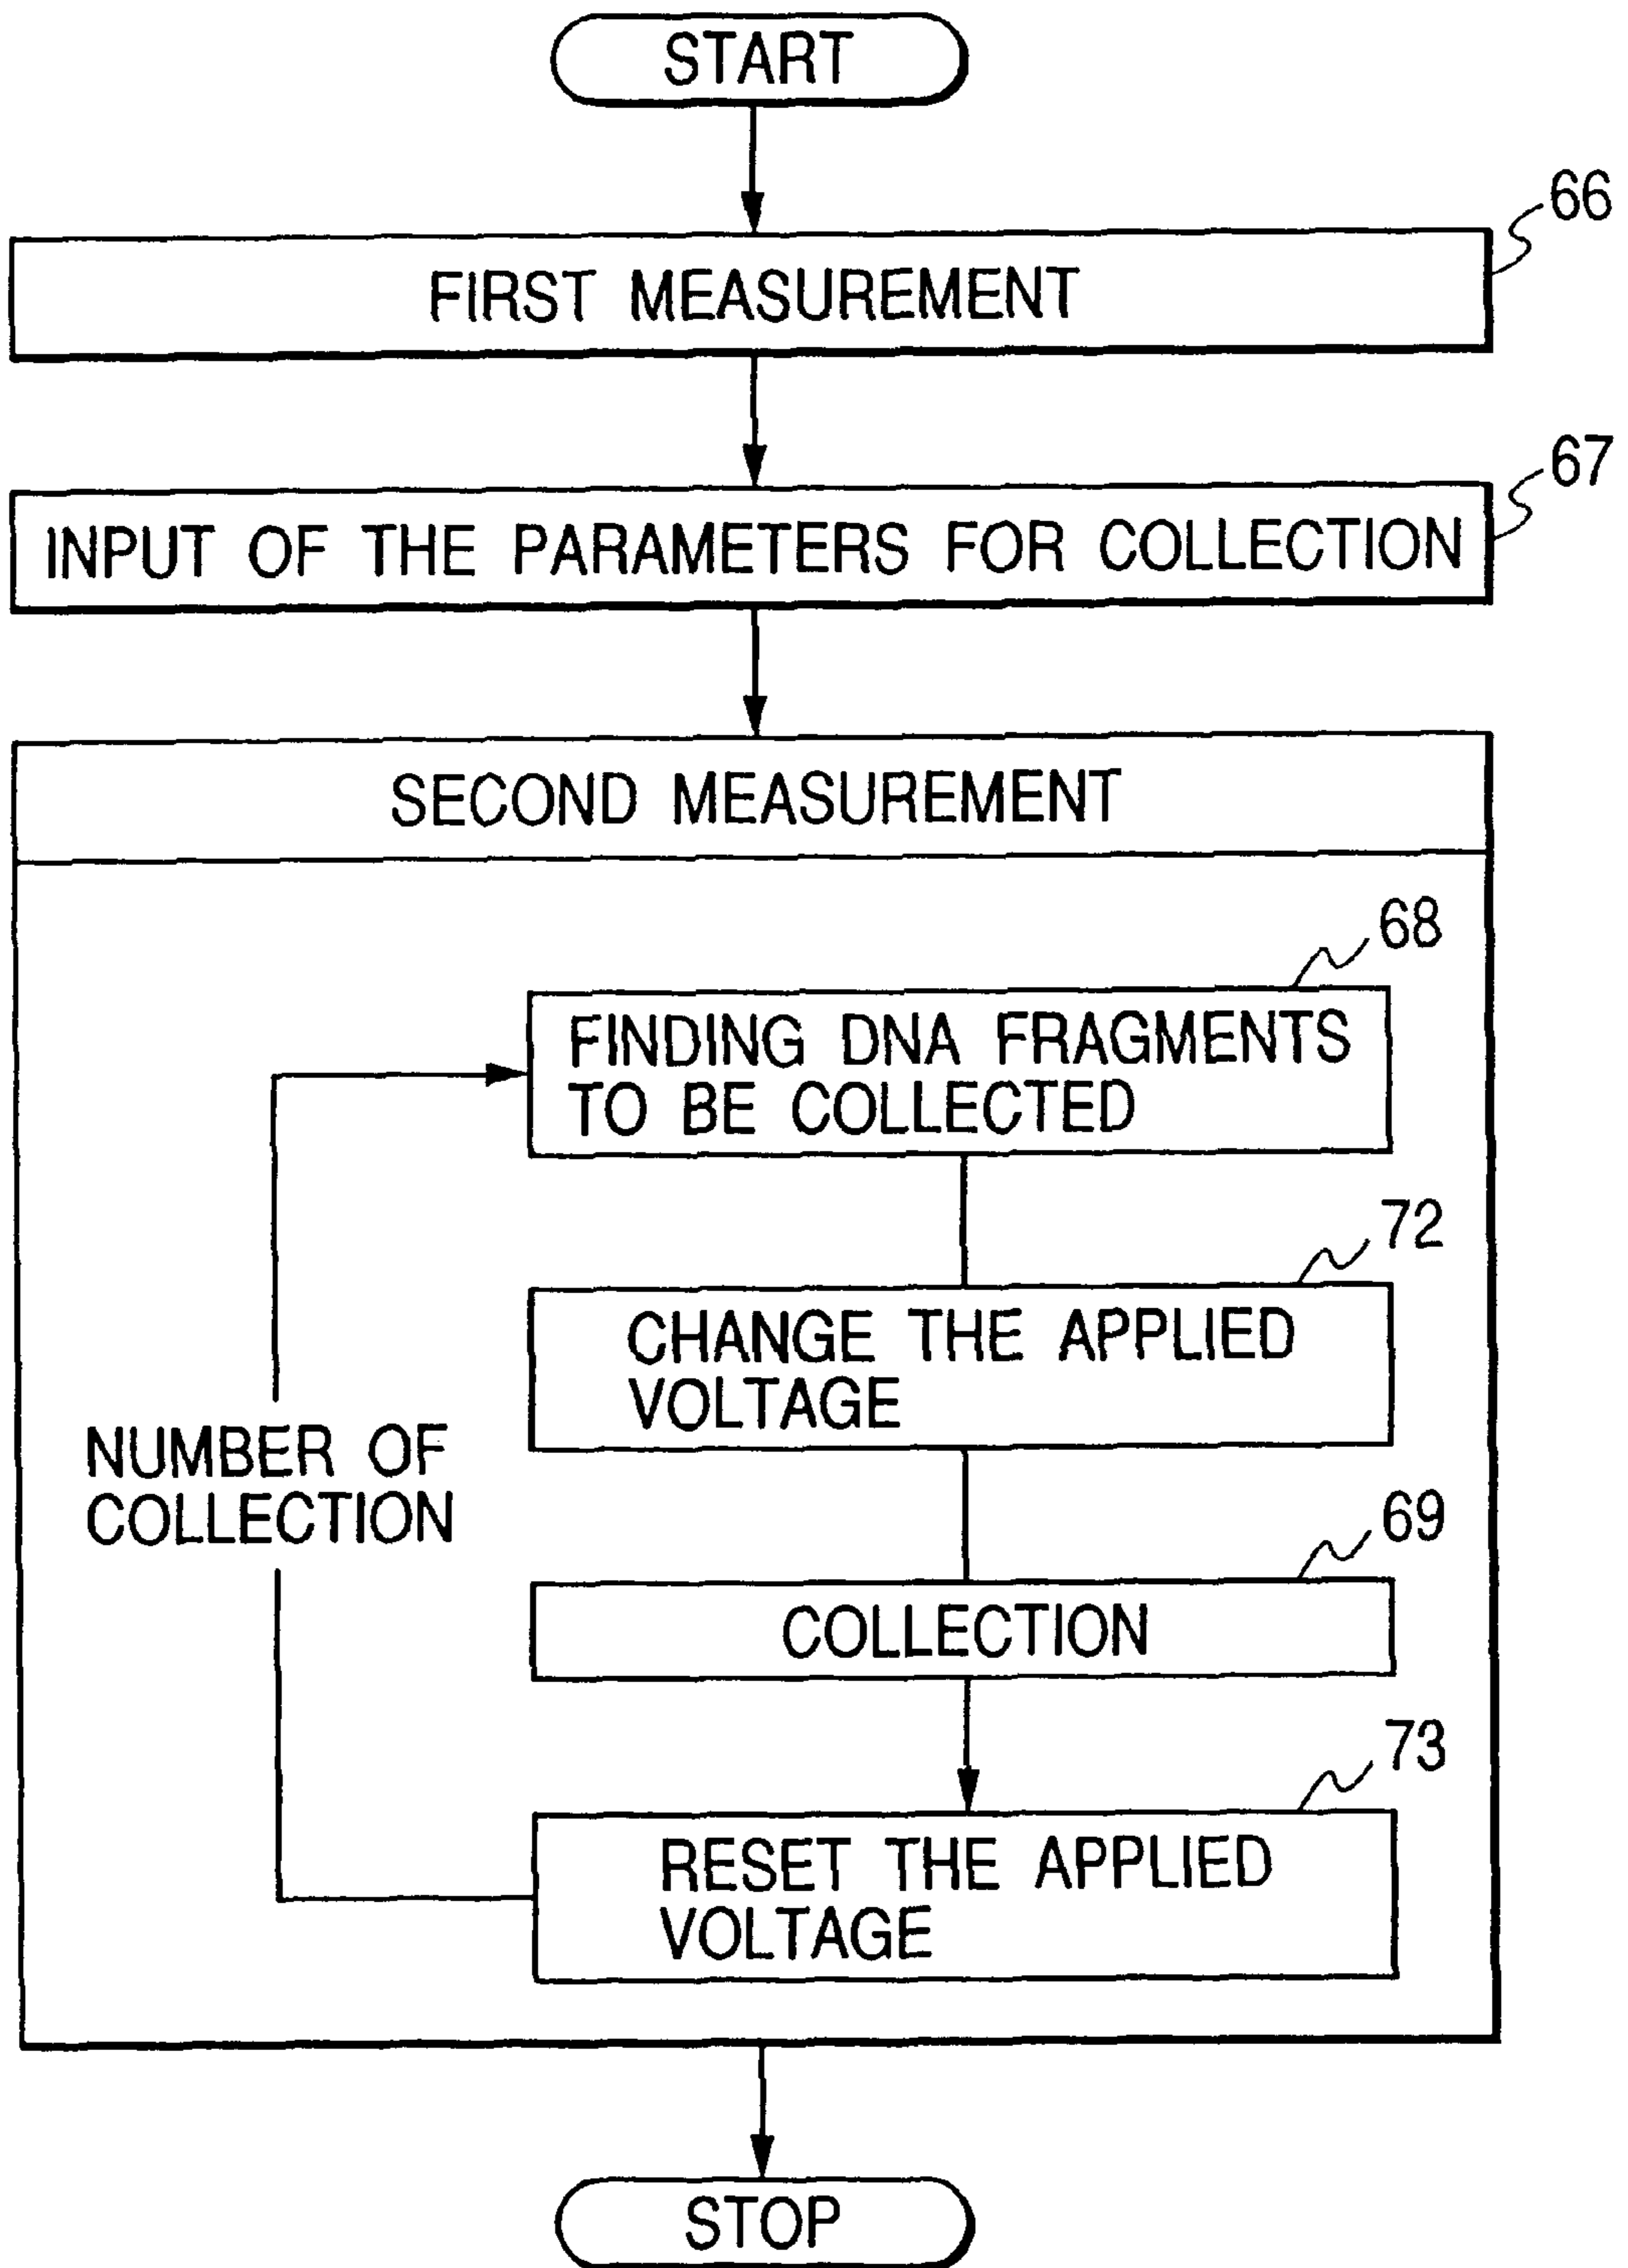 START
66
FIRST MEASUREMENT
67
INPUT OF THE PARAMETERS FOR COLLECTION
SECOND MEASUREMENT
68
FINDING DNA FRAGMENTS
TO BE COLLECTED
72
CHANGE THE APPLIED
VOLTAGE
NUMBER OF
COLLECTION
69
COLLECTION
73
RESET THE APPLIED
VOLTAGE
STOP